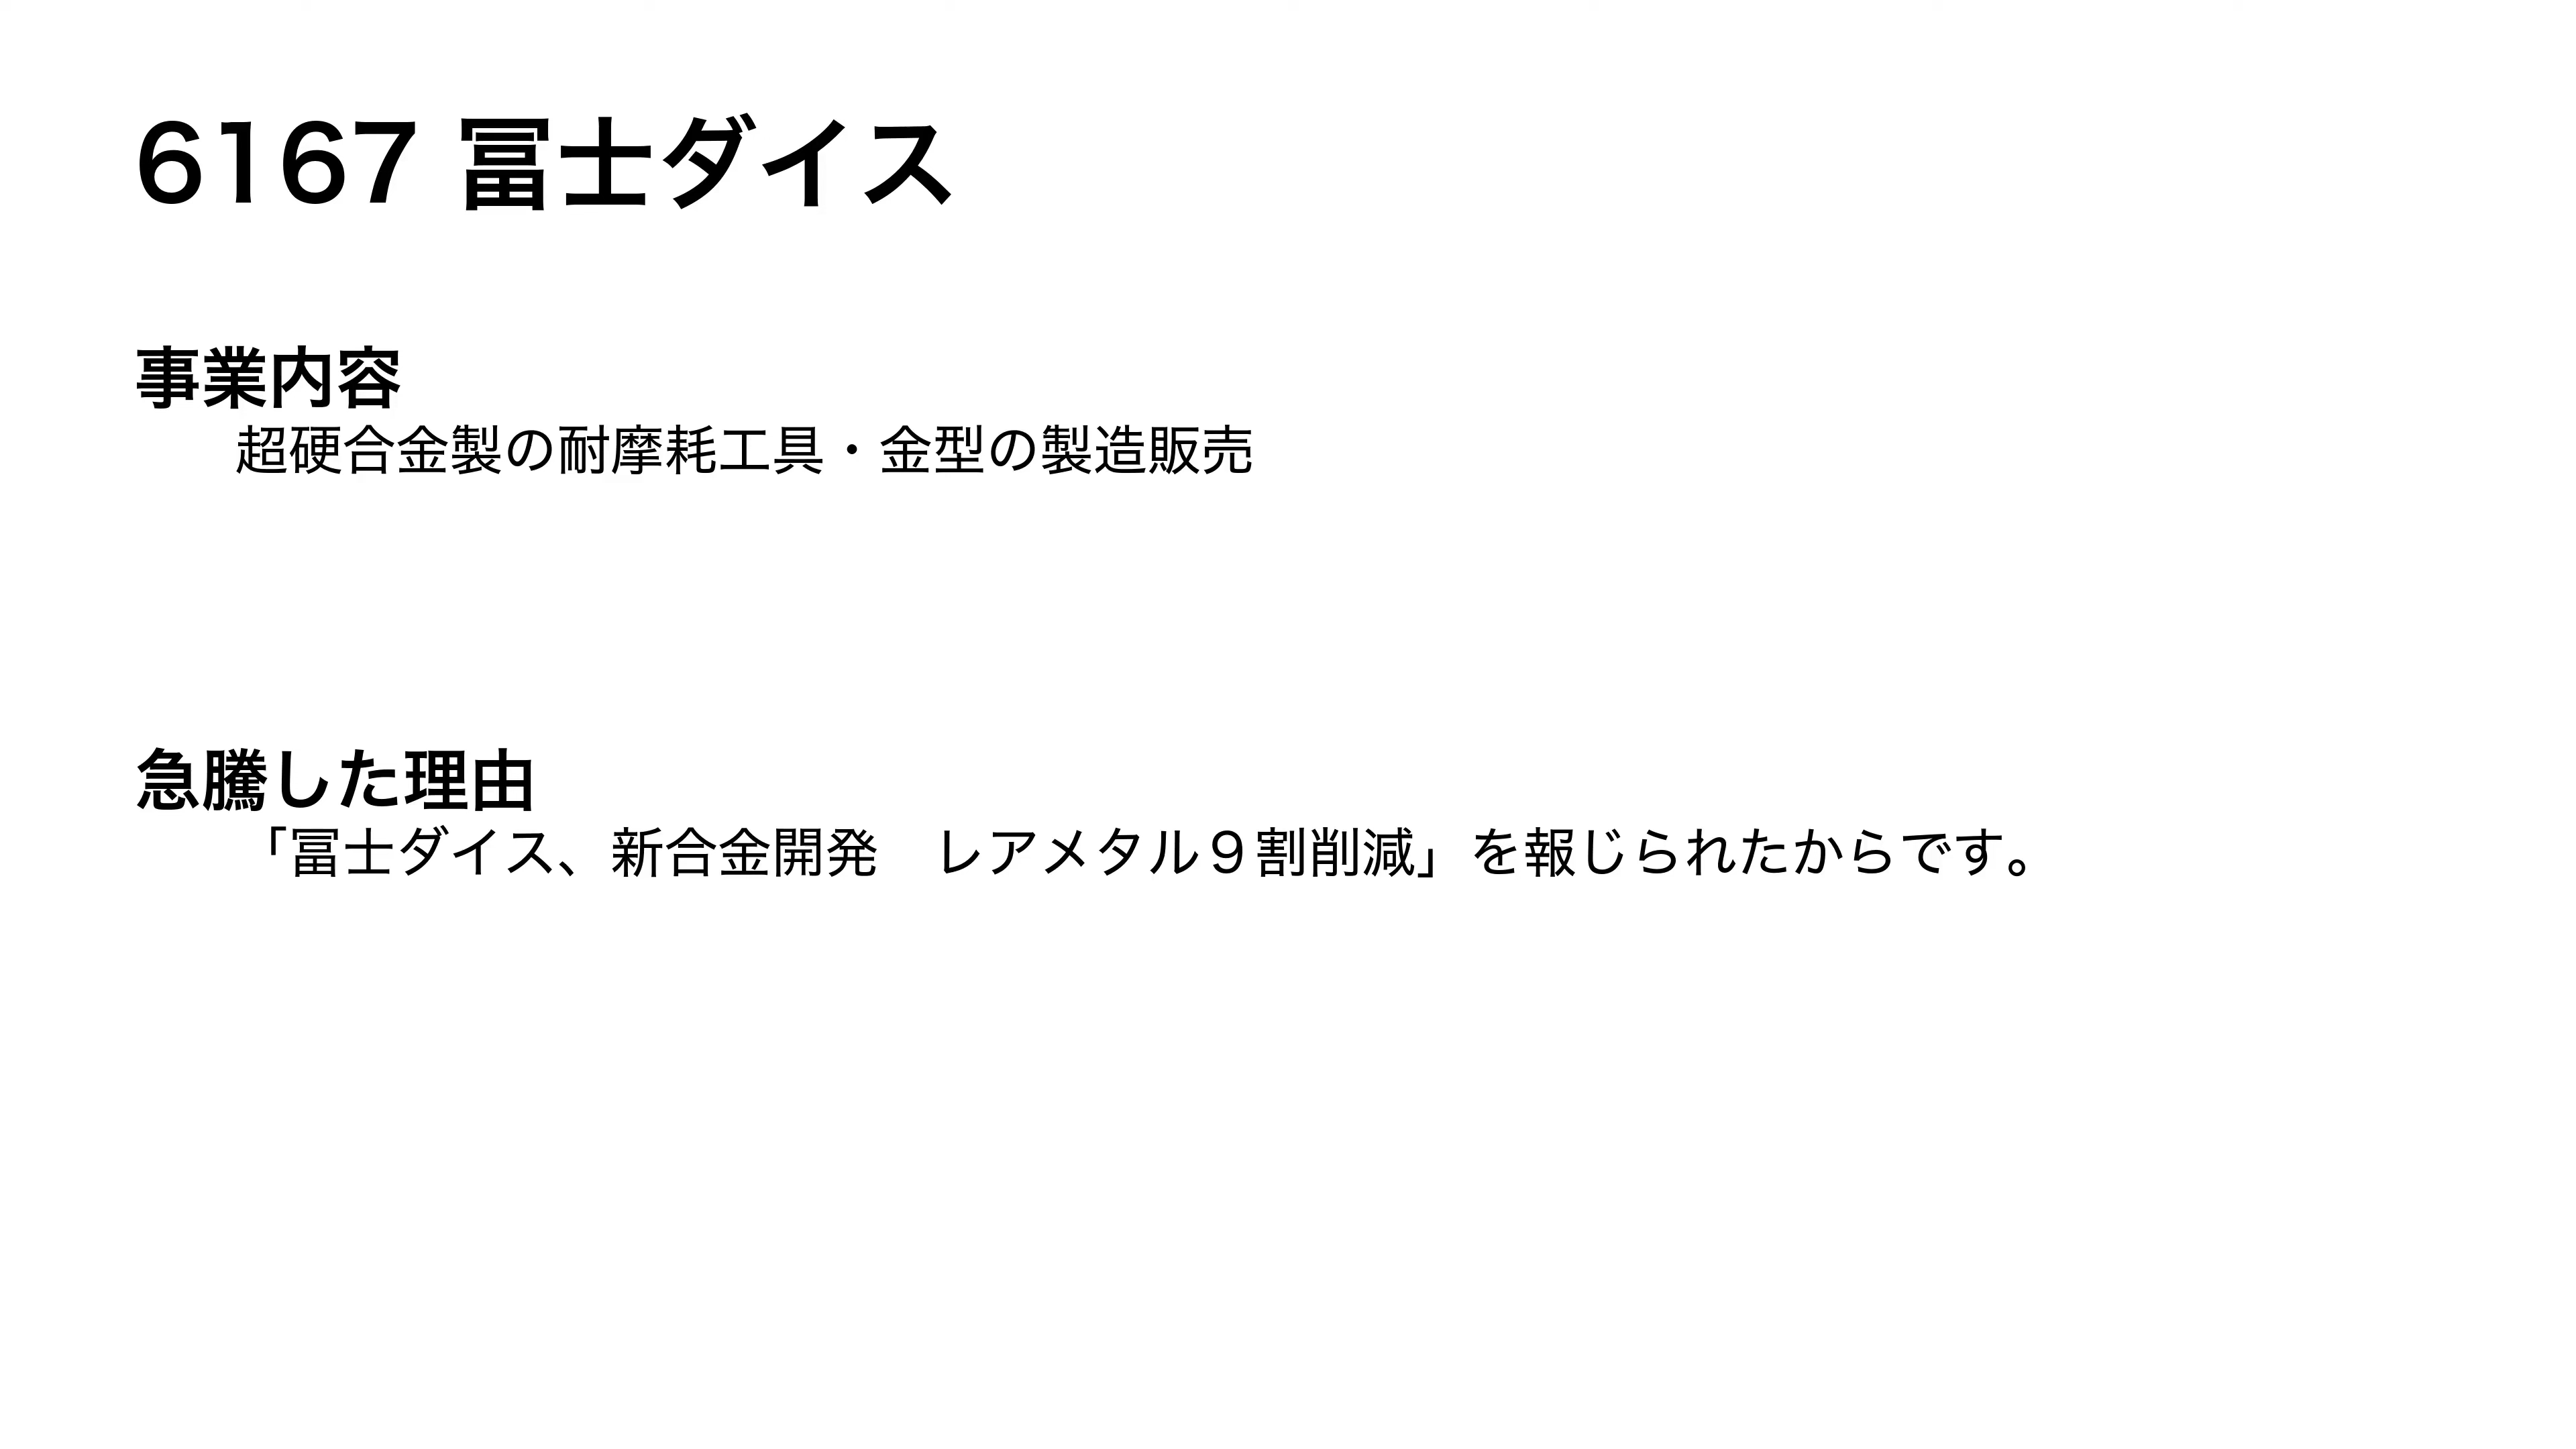 6167 冨士ダイス
事業内容
超硬合金製の耐摩耗工具・金型の製造販売
急騰した理由
「冨士ダイス、新合金開発　レアメタル９割削減」を報じられたからです。